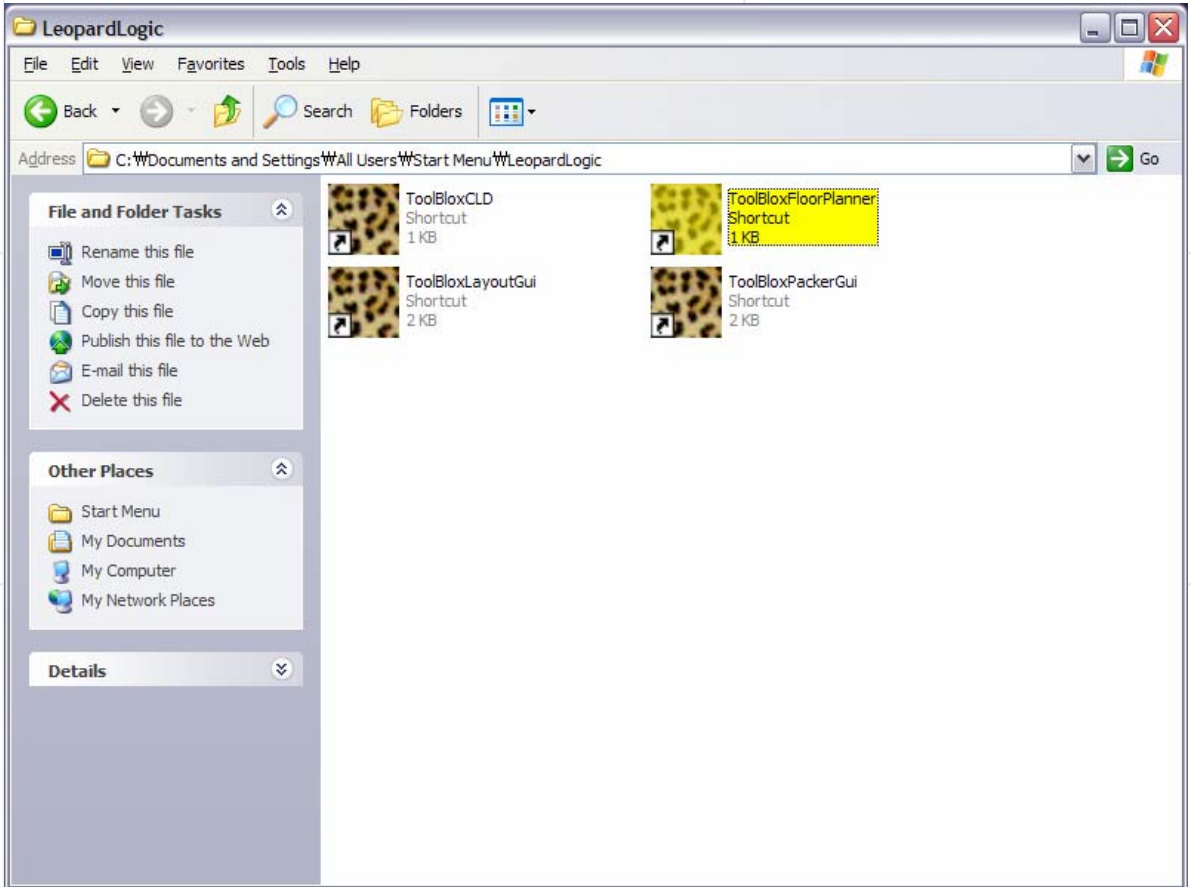 LeopardLogic
File Edit View Favorites Tools Help
Back Search Folders
Address C:₩Documents and Settings₩All Users₩Start Menu₩LeopardLogic Go
File and Folder Tasks
Rename this file
Move this file
Copy this file
Publish this file to the Web
E-mail this file
Delete this file
Other Places
Start Menu
My Documents
My Computer
My Network Places
Details
ToolBloxCLD
Shortcut
1 KB
ToolBloxFloorPlanner
Shortcut
1 KB
ToolBloxLayoutGui
Shortcut
2 KB
ToolBloxPackerGui
Shortcut
2 KB